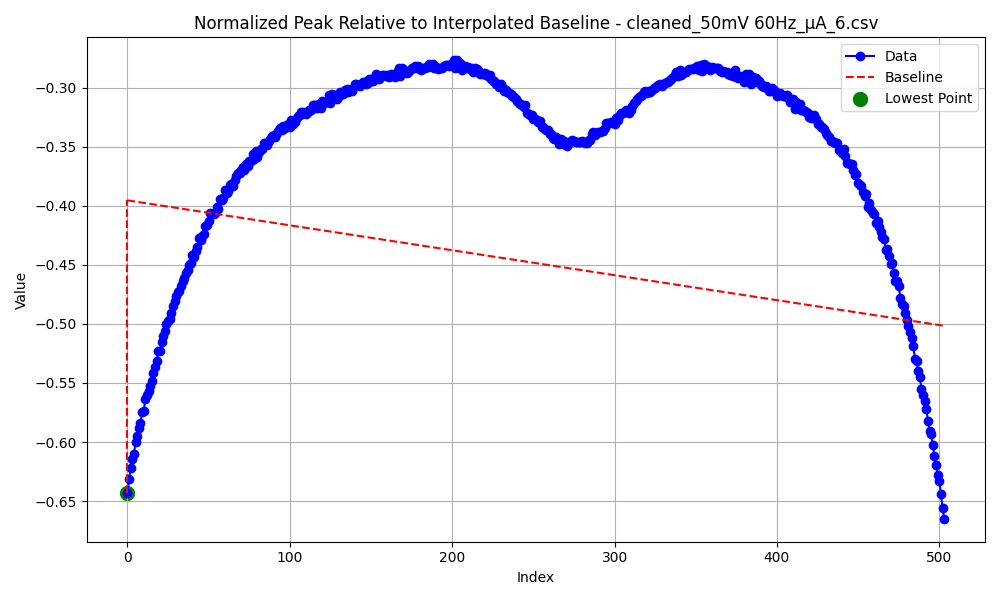 Normalized Peak Relative to Interpolated Baseline - cleaned_50mV 60Hz_μA_6.csv
Data
Baseline
Lowest Point
Value
−0.30
−0.35
−0.40
−0.45
−0.50
−0.55
−0.60
−0.65
0 100 200 300 400 500
Index